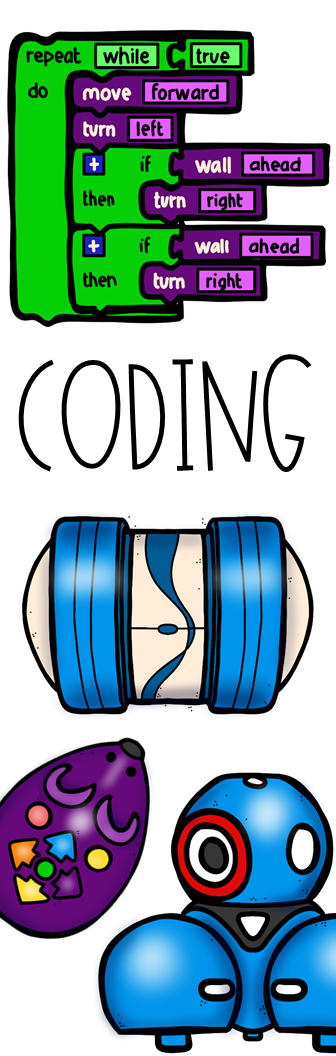 repeat while true
do move forward
turn left
+ if wall ahead
then turn right
+ if wall ahead
then turn right
CODING